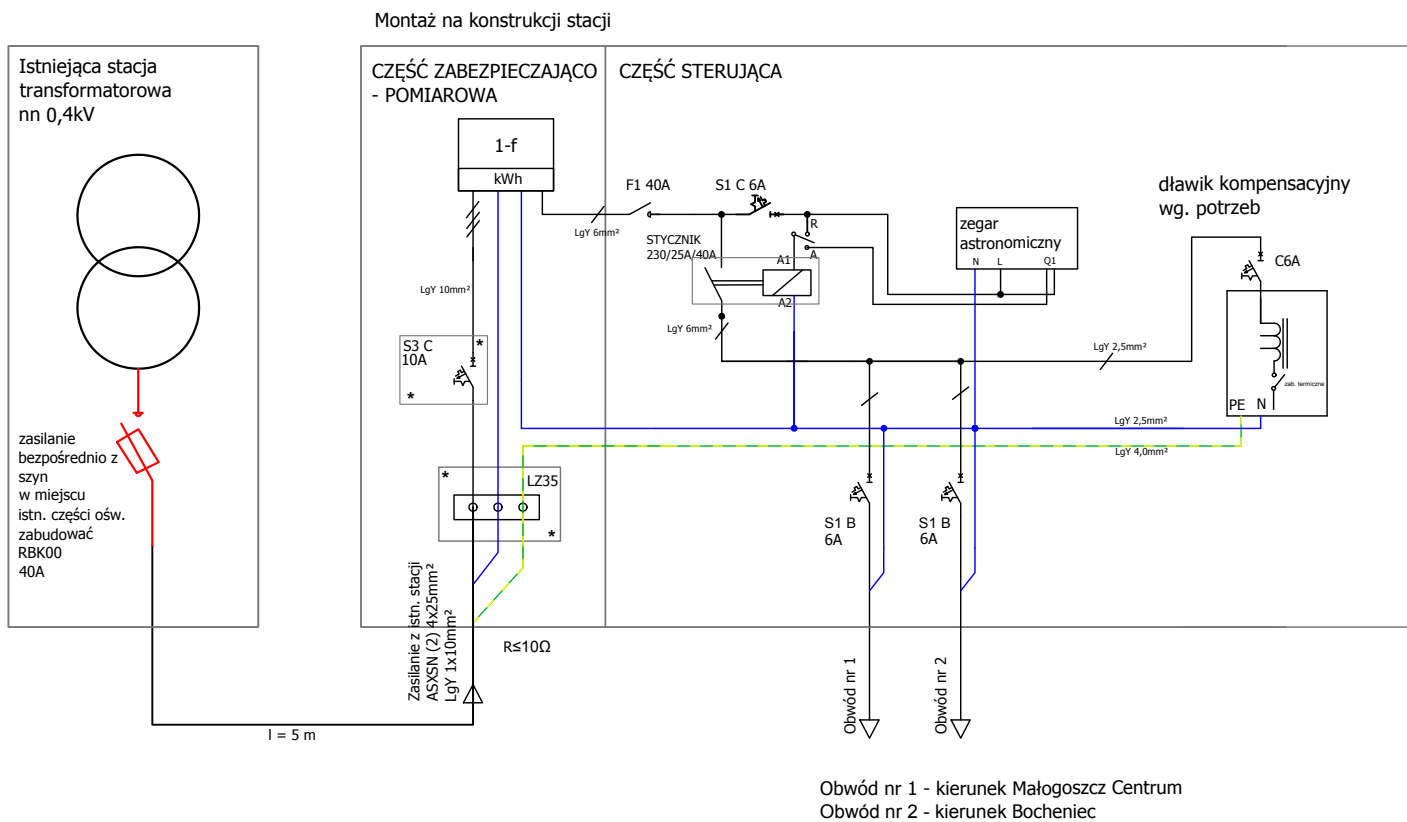 Montaż na konstrukcji stacji
Istniejąca stacja
transformatorowa
nn 0,4kV
zasilanie
bezpośrednio z
szyn
w miejscu
istn. części ośw.
zabudować
RBK00
40A
l = 5 m
CZĘŚĆ ZABEZPIECZAJĄCO
- POMIAROWA
1-f
kWh
LgY 10mm²
S3 C
10A
*
*
*
LZ35
*
Zasilanie z istn. stacji
ASXSN (2) 4x25mm²
LgY 1x10mm²
R≤10Ω
CZĘŚĆ STERUJĄCA
LgY 6mm²
F1 40A
S1 C 6A
STYCZNIK
230/25A/40A
R
A
A1
A2
LgY 6mm²
zegar
astronomiczny
N L Q1
dławik kompensacyjny
wg. potrzeb
C6A
LgY 2,5mm²
zab. termiczne
PE N
LgY 2,5mm²
LgY 4,0mm²
S1 B
6A
S1 B
6A
Obwód nr 1
Obwód nr 2
Obwód nr 1 - kierunek Małogoszcz Centrum
Obwód nr 2 - kierunek Bocheniec